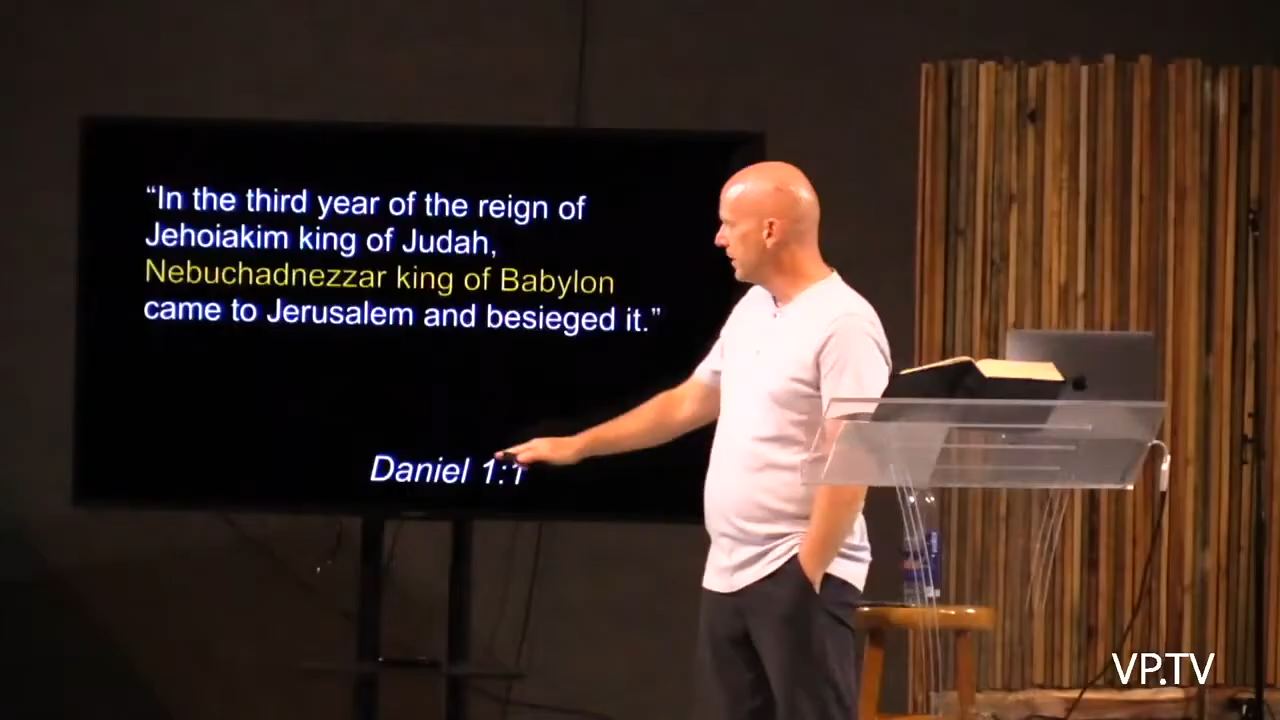 “In the third year of the reign of
Jehoiakim king of Judah,
Nebuchadnezzar king of Babylon
came to Jerusalem and besieged it.”
Daniel 1:1
VP.TV